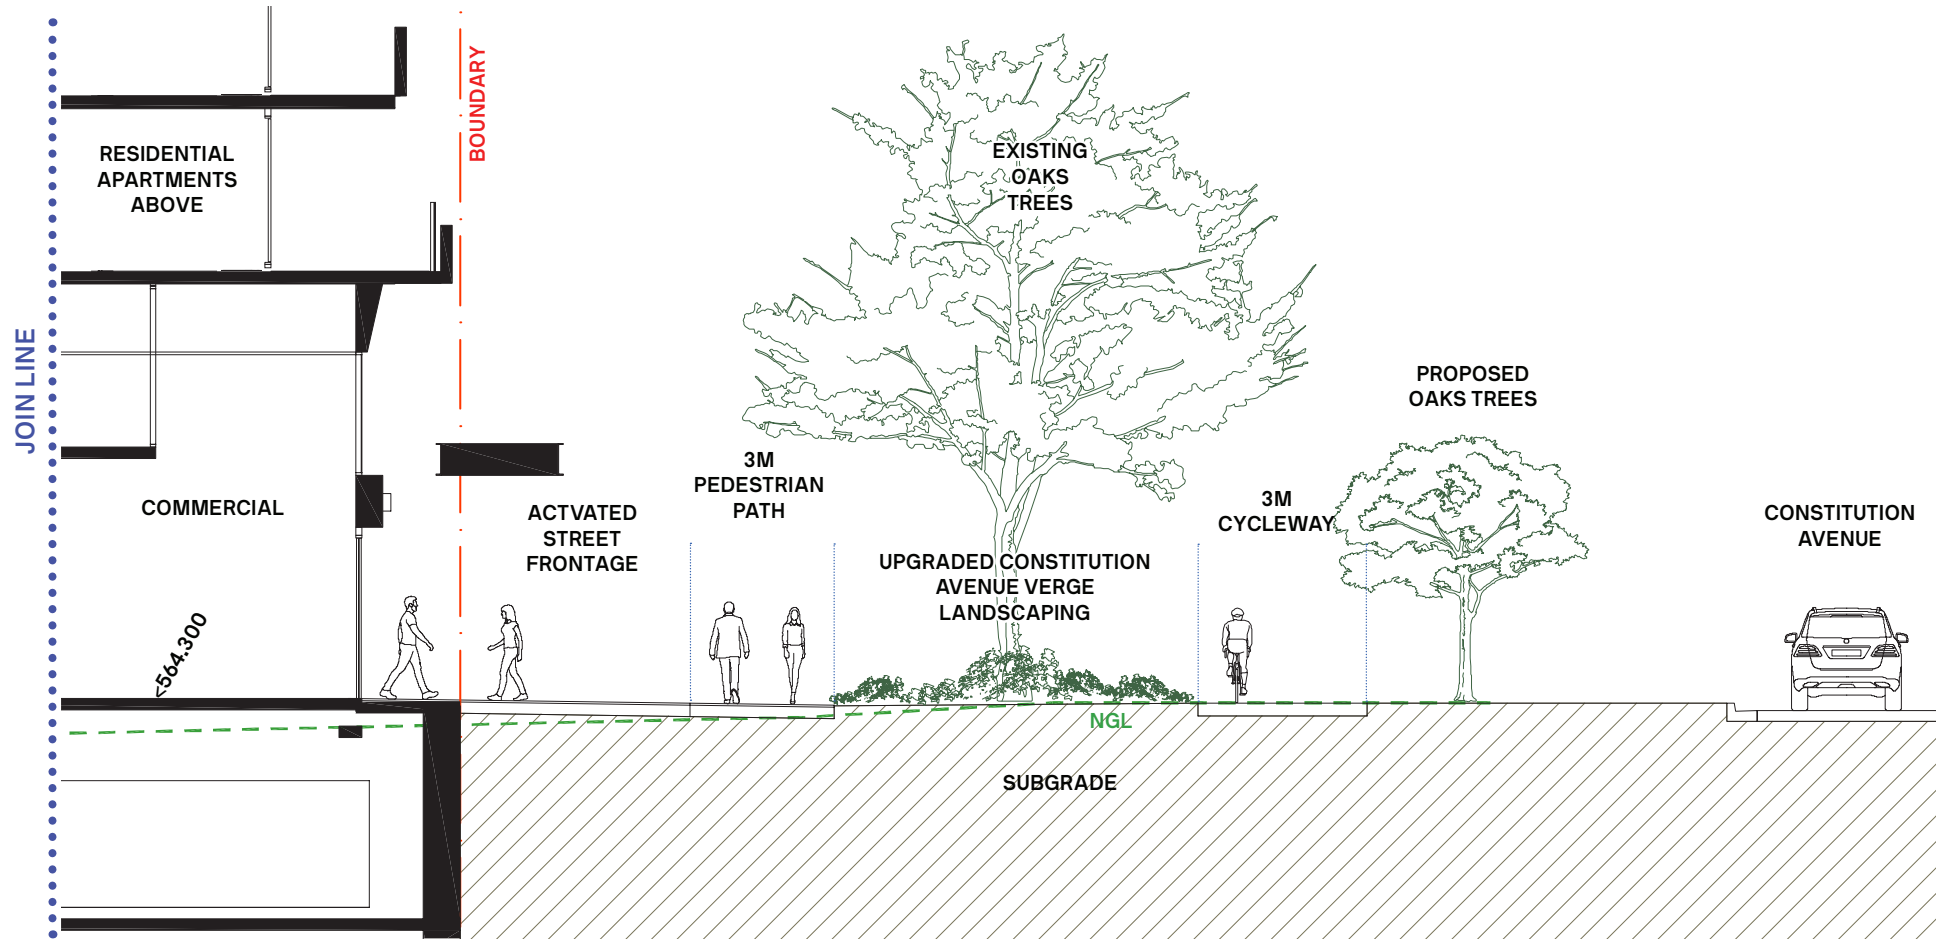 JOIN LINE
RESIDENTIAL
APARTMENTS
ABOVE
COMMERCIAL
<564.300
BOUNDARY
ACTVATED
STREET
FRONTAGE
3M
PEDESTRIAN
PATH
EXISTING
OAKS
TREES
UPGRADED CONSTITUTION
AVENUE VERGE
LANDSCAPING
NGL
SUBGRADE
3M
CYCLEWAY
PROPOSED
OAKS TREES
CONSTITUTION
AVENUE